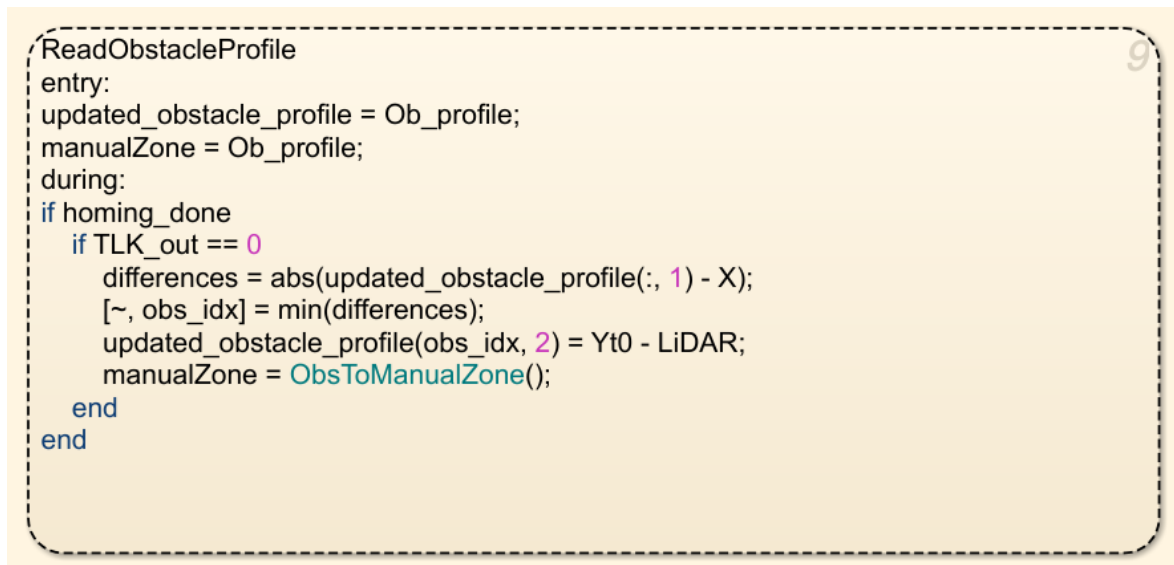 ReadObstacleProfile
9
entry:
updated_obstacle_profile = Ob_profile;
manualZone = Ob_profile;
during:
if homing_done
if TLK_out == 0
differences = abs(updated_obstacle_profile(:, 1) - X);
[~, obs_idx] = min(differences);
updated_obstacle_profile(obs_idx, 2) = Yt0 - LiDAR;
manualZone = ObsToManualZone();
end
end